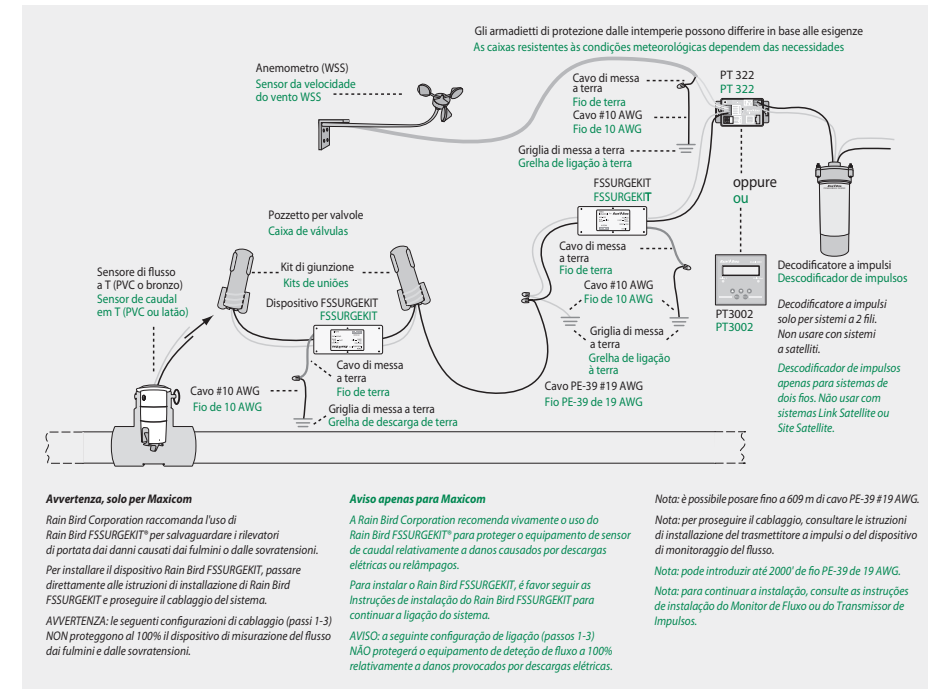 Gli armadietti di protezione dalle intemperie possono differire in base alle esigenze
As caixas resistentes às condições meteorológicas dependem das necessidades
Anemometro (WSS)
Sensor da velocidade
do vento WSS
Cavo di messa
a terra
Fio de terra
Cavo #10 AWG
Fio de 10 AWG
Griglia di messa a terra
Grelha de ligação à terra
PT 322
PT 322
FSSURGEKIT
FSSURGEKIT
oppure
ou
Pozzetto per valvole
Caixa de válvulas
Kit di giunzione
Kits de uniões
Sensore di flusso
a T (PVC o bronzo)
Sensor de caudal
em T (PVC ou latão)
Dispositivo FSSURGEKIT
FSSURGEKIT
Cavo di messa
a terra
Fio de terra
Cavo #10 AWG
Fio de 10 AWG
Decodificatore a impulsi
Descodificador de impulsos
PT3002
PT3002
Decodificatore a impulsi
solo per sistemi a 2 fili.
Non usare con sistemi
a satelliti.
Descodificador de impulsos
apenas para sistemas de
dois fios. Não usar com
sistemas Link Satellite ou
Site Satellite.
Griglia di messa
a terra
Grelha de ligação
à terra
Cavo di messa
a terra
Fio de terra
Cavo #10 AWG
Fio de 10 AWG
Cavo PE-39 #19 AWG
Fio PE-39 de 19 AWG
Griglia di messa a terra
Grelha de descarga de terra
Avvertenza, solo per Maxicom
Rain Bird Corporation raccomanda l'uso di
Rain Bird FSSURGEKIT® per salvaguardare i rilevatori
di portata dai danni causati dai fulmini o dalle sovratensioni.
Per installare il dispositivo Rain Bird FSSURGEKIT, passare
direttamente alle istruzioni di installazione di Rain Bird
FSSURGEKIT e proseguire il cablaggio del sistema.
AVVERTENZA: le seguenti configurazioni di cablaggio (passi 1-3)
NON proteggono al 100% il dispositivo di misurazione del flusso
dai fulmini e dalle sovratensioni.
Aviso apenas para Maxicom
A Rain Bird Corporation recomenda vivamente o uso do
Rain Bird FSSURGEKIT® para proteger o equipamento de sensor
de caudal relativamente a danos causados por descargas
elétricas ou relâmpagos.
Para instalar o Rain Bird FSSURGEKIT, é favor seguir as
Instruções de instalação do Rain Bird FSSURGEKIT para
continuar a ligação do sistema.
AVISO: a seguinte configuração de ligação (passos 1-3)
NÃO protegerá o equipamento de deteção de fluxo a 100%
relativamente a danos provocados por descargas elétricas.
Nota: è possibile posare fino a 609 m di cavo PE-39 #19 AWG.
Nota: per proseguire il cablaggio, consultare le istruzioni
di installazione del trasmettitore a impulsi o del dispositivo
di monitoraggio del flusso.
Nota: pode introduzir até 2000' de fio PE-39 de 19 AWG.
Nota: para continuar a instalação, consulte as instruções
de instalação do Monitor de Fluxo ou do Transmissor de
Impulsos.